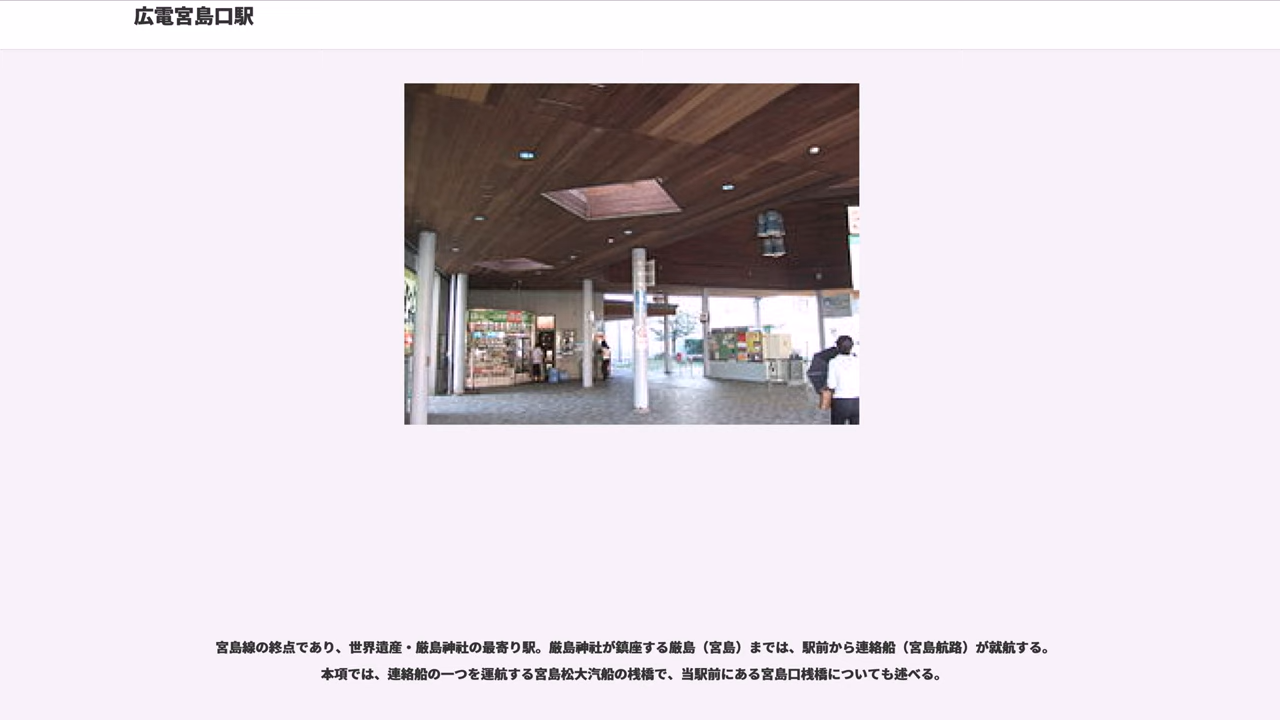 広電宮島口駅
宮島線の終点であり、世界遺産・厳島神社の最寄り駅。厳島神社が鎮座する厳島（宮島）までは、駅前から連絡船（宮島航路）が就航する。
本項では、連絡船の一つを運航する宮島松大汽船の桟橋で、当駅前にある宮島口桟橋についても述べる。